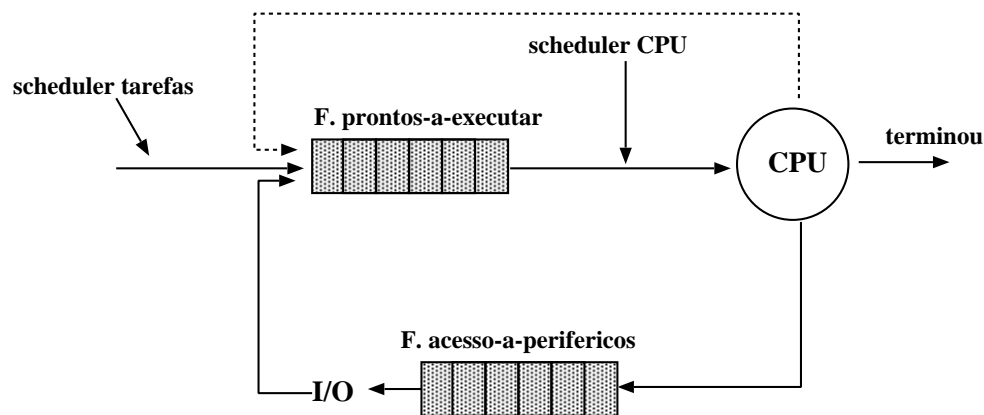 scheduler CPU
scheduler tarefas
F. prontos-a-executar
terminou
CPU
F. acesso-a-perifericos
I/O